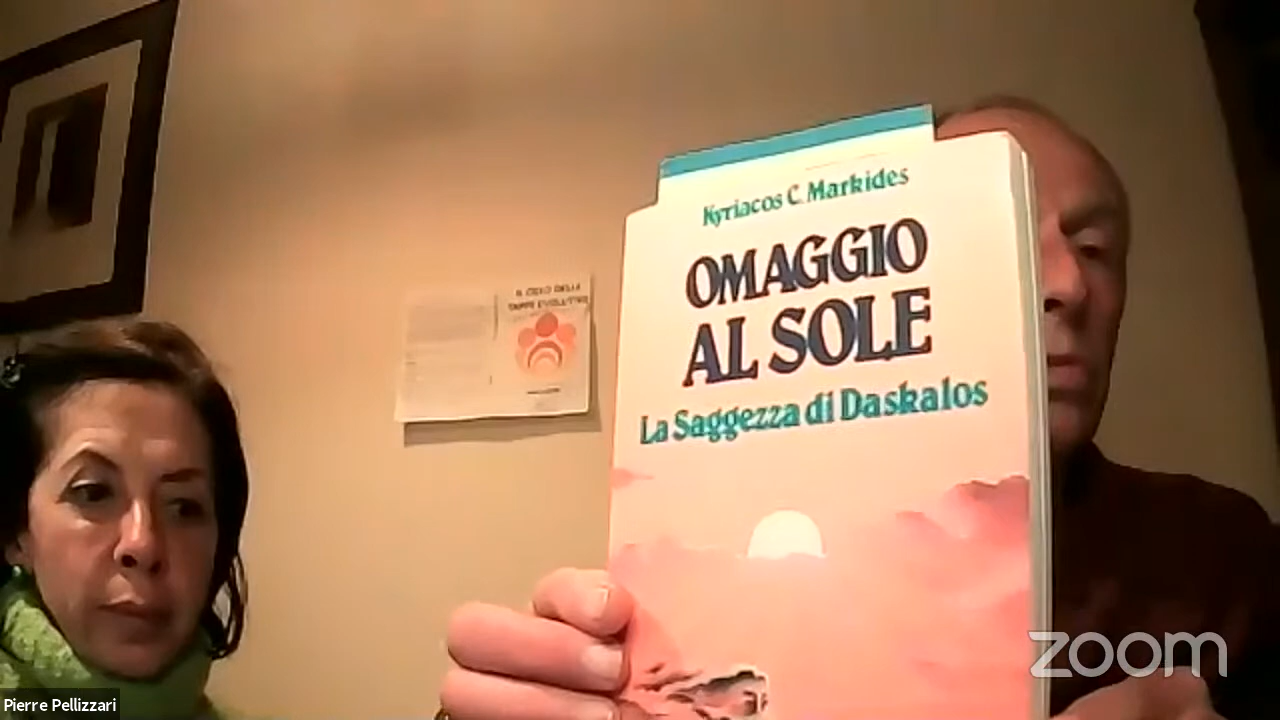 Kyriacos C. Markides
OMAGGIO
AL SOLE
La Saggezza di Daskalos
IL CICLO DELLE
TAPPE EVOLUTIVE
zoom
Pierre Pellizzari